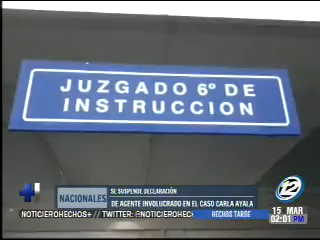 JUZGADO 6º DE
INSTRUCCION
SE SUSPENDE DECLARACIÓN
NACIONALES
DE AGENTE INVOLUCRADO EN EL CASO CARLA AYALA
12
15 MAR
NOTICIEROHECHOS+// TWITTER: @NOTICIEROHECHOS
HECHOS TARDE
02:01 PM